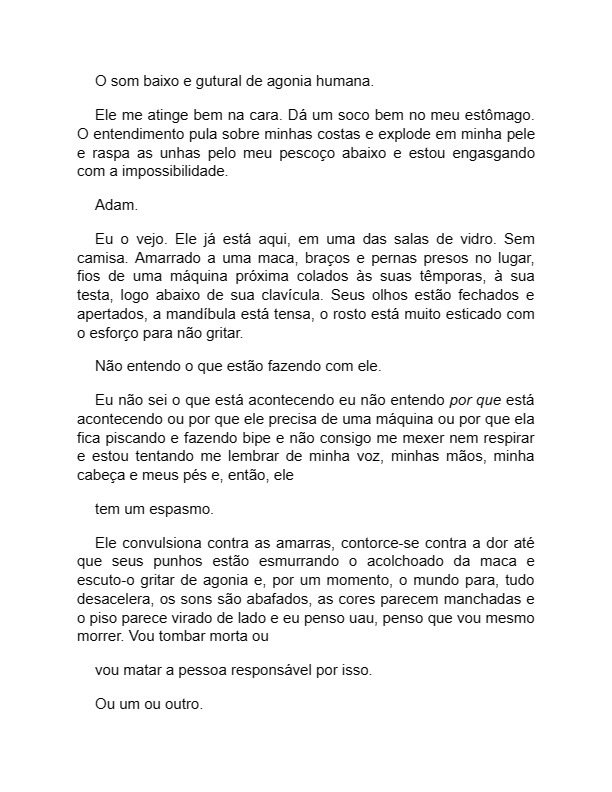 O som baixo e gutural de agonia humana.
Ele me atinge bem na cara. Dá um soco bem no meu estômago.
O entendimento pula sobre minhas costas e explode em minha pele
e raspa as unhas pelo meu pescoço abaixo e estou engasgando
com a impossibilidade.
Adam.
Eu o vejo. Ele já está aqui, em uma das salas de vidro. Sem
camisa. Amarrado a uma maca, braços e pernas presos no lugar,
fios de uma máquina próxima colados às suas têmporas, à sua
testa, logo abaixo de sua clavícula. Seus olhos estão fechados e
apertados, a mandíbula está tensa, o rosto está muito esticado com
o esforço para não gritar.
Não entendo o que estão fazendo com ele.
Eu não sei o que está acontecendo eu não entendo por que está
acontecendo ou por que ele precisa de uma máquina ou por que ela
fica piscando e fazendo bipe e não consigo me mexer nem respirar
e estou tentando me lembrar de minha voz, minhas mãos, minha
cabeça e meus pés e, então, ele
tem um espasmo.
Ele convulsiona contra as amarras, contorce-se contra a dor até
que seus punhos estão esmurrando o acolchoado da maca e
escuto-o gritar de agonia e, por um momento, o mundo para, tudo
desacelera, os sons são abafados, as cores parecem manchadas e
o piso parece virado de lado e eu penso uau, penso que vou mesmo
morrer. Vou tombar morta ou
vou matar a pessoa responsável por isso.
Ou um ou outro.